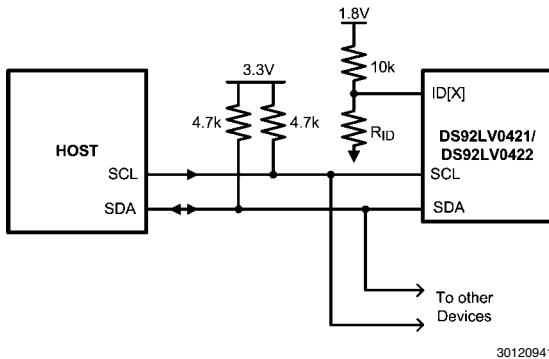 1.8V
10k
3.3V
4.7k
4.7k
ID[X]
RID
HOST
DS92LV0421/
DS92LV0422
SCL
SCL
SDA
SDA
To other
Devices
30120941